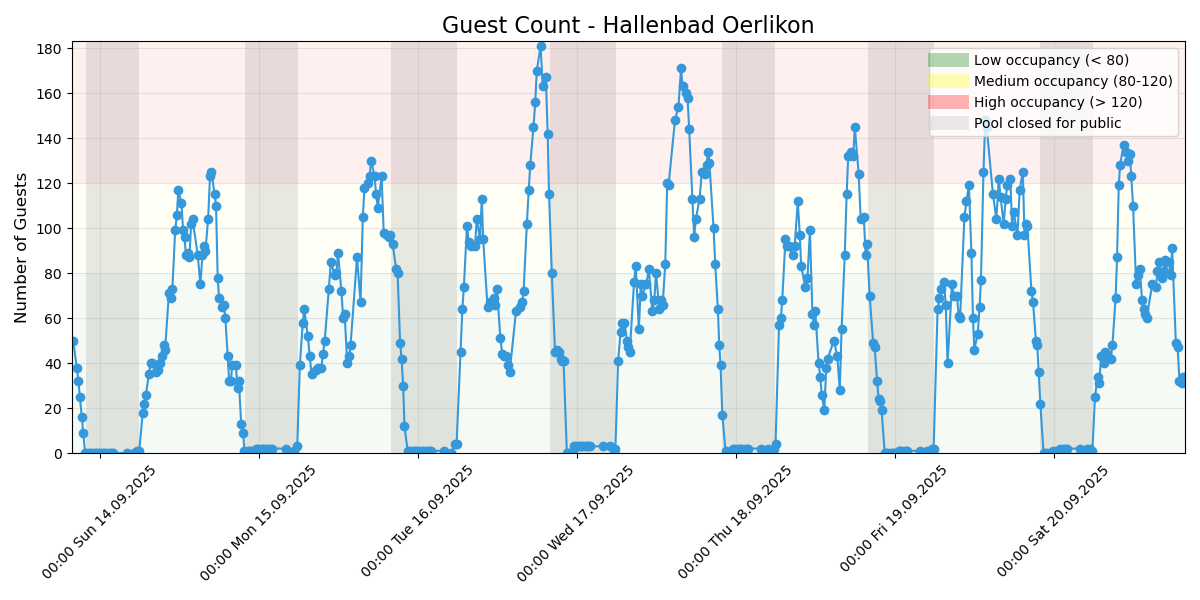 Guest Count - Hallenbad Oerlikon
Number of Guests
180
160
140
120
100
80
60
40
20
0
Low occupancy (< 80)
Medium occupancy (80-120)
High occupancy (> 120)
Pool closed for public
00:00 Sun 14.09.2025
00:00 Mon 15.09.2025
00:00 Tue 16.09.2025
00:00 Wed 17.09.2025
00:00 Thu 18.09.2025
00:00 Fri 19.09.2025
00:00 Sat 20.09.2025